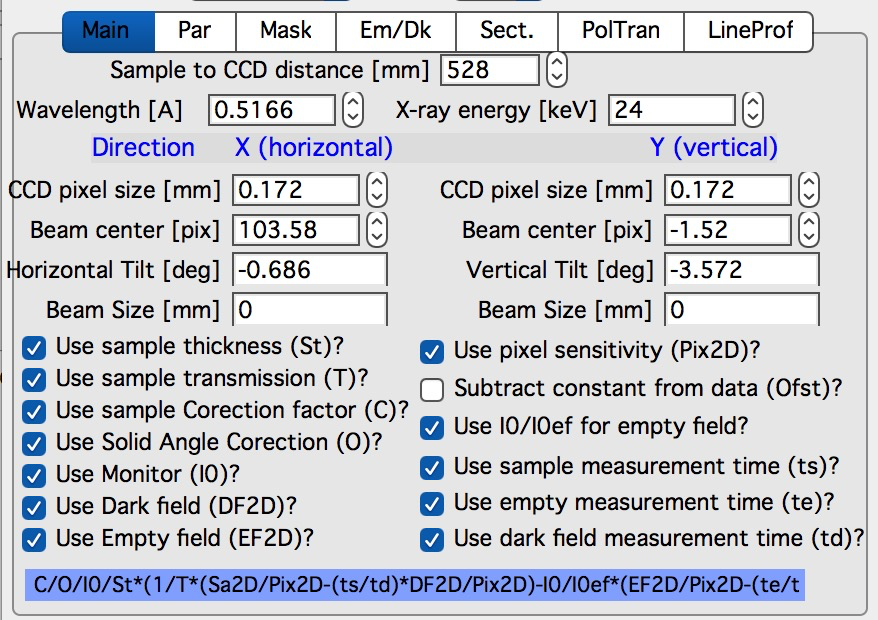 Main Par Mask Em/Dk Sect. PolTran LineProf
Sample to CCD distance [mm] 528
Wavelength [A] 0.5166 X-ray energy [keV] 24
Direction X (horizontal) Y (vertical)
CCD pixel size [mm] 0.172 CCD pixel size [mm] 0.172
Beam center [pix] 103.58 Beam center [pix] -1.52
Horizontal Tilt [deg] -0.686 Vertical Tilt [deg] -3.572
Beam Size [mm] 0 Beam Size [mm] 0
Use sample thickness (St)? Use pixel sensitivity (Pix2D)?
Use sample transmission (T)? Subtract constant from data (Ofst)?
Use sample Corection factor (C)? Use I0/I0ef for empty field?
Use Solid Angle Corection (O)? Use sample measurement time (ts)?
Use Monitor (I0)? Use empty measurement time (te)?
Use Dark field (DF2D)? Use dark field measurement time (td)?
Use Empty field (EF2D)?
C/O/I0/St*(1/T*(Sa2D/Pix2D-(ts/td)*DF2D/Pix2D)-I0/I0ef*(EF2D/Pix2D-(te/t